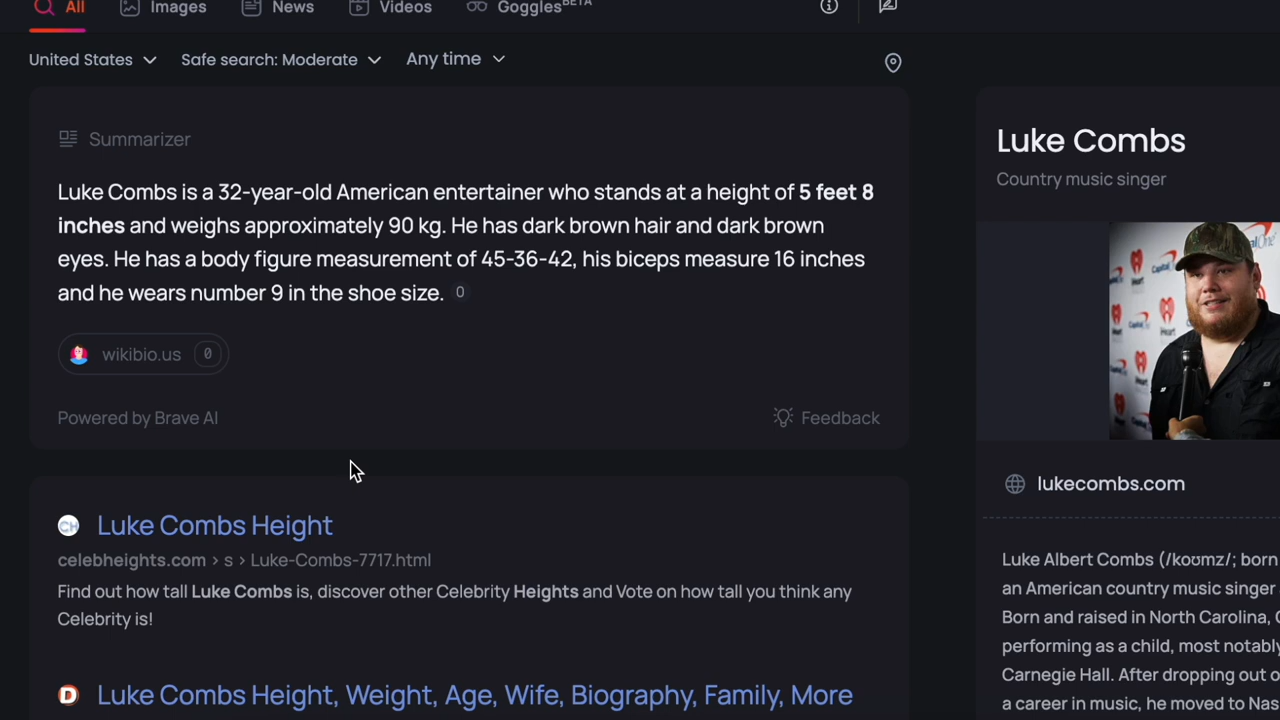 All Images News Videos Goggles BETA
United States Safe search: Moderate Any time
Summarizer
Luke Combs is a 32-year-old American entertainer who stands at a height of 5 feet 8
inches and weighs approximately 90 kg. He has dark brown hair and dark brown
eyes. He has a body figure measurement of 45-36-42, his biceps measure 16 inches
and he wears number 9 in the shoe size. 0
wikibio.us 0
Powered by Brave AI Feedback
CH Luke Combs Height
celebheights.com › s › Luke-Combs-7717.html
Find out how tall Luke Combs is, discover other Celebrity Heights and Vote on how tall you think any
Celebrity is!
D Luke Combs Height, Weight, Age, Wife, Biography, Family, More
Luke Combs
Country music singer
lukecombs.com
Luke Albert Combs (/koʊmz/; born
an American country music singer
Born and raised in North Carolina,
performing as a child, most notably
Carnegie Hall. After dropping out
a career in music, he moved to